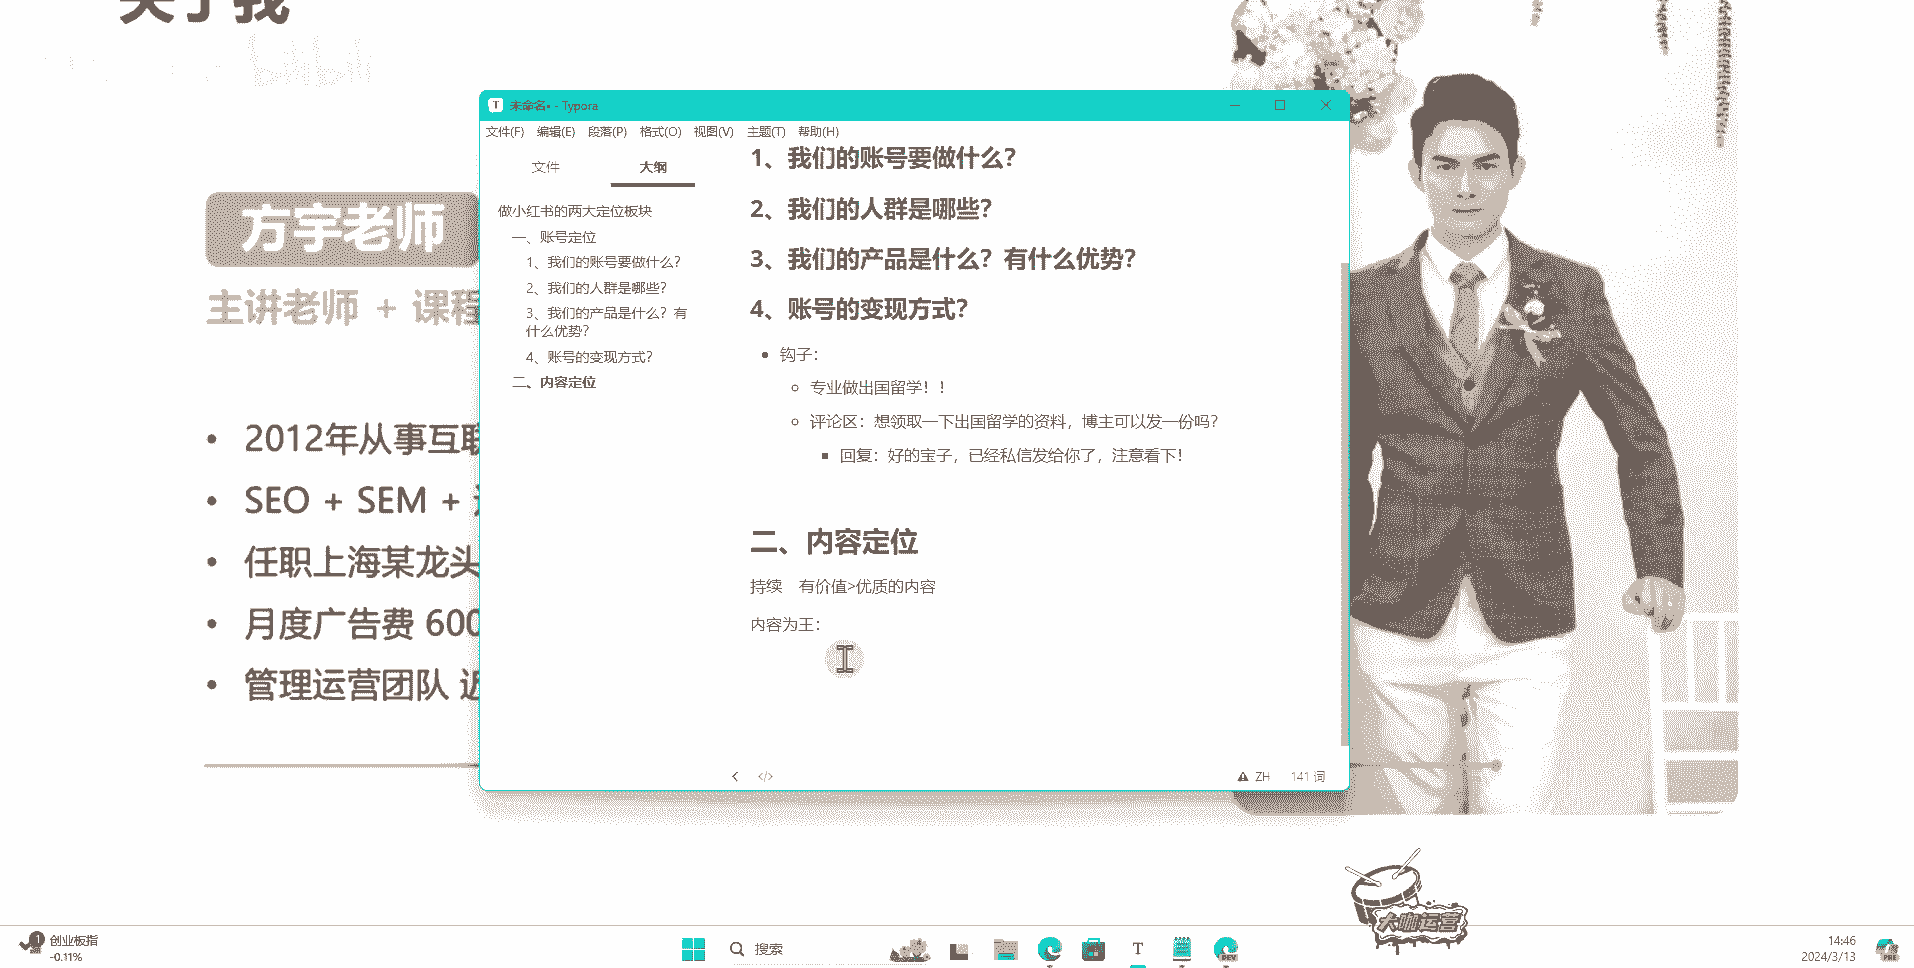 关于我
bilibili
方宇老师
主讲老师 + 课程
2012年从事互联
SEO + SEM +
任职上海某龙头
月度广告费 600
管理运营团队 近
未命名• - Typora
文件(F) 编辑(E) 段落(P) 格式(O) 视图(V) 主题(T) 帮助(H)
文件 大纲
做小红书的两大定位板块
一、账号定位
1、我们的账号要做什么？
2、我们的人群是哪些？
3、我们的产品是什么？有
什么优势？
4、账号的变现方式？
二、内容定位
1、我们的账号要做什么？
2、我们的人群是哪些？
3、我们的产品是什么？有什么优势？
4、账号的变现方式？
钩子：
专业做出国留学！！
评论区：想领取一下出国留学的资料，博主可以发一份吗？
回复：好的宝子，已经私信发给你了，注意看下！
二、内容定位
持续 有价值>优质的内容
内容为王：
ZH 141 词
大咖运营
1 创业板指
-0.11%
搜索
T
DEV
14:46
2024/3/13
PRE